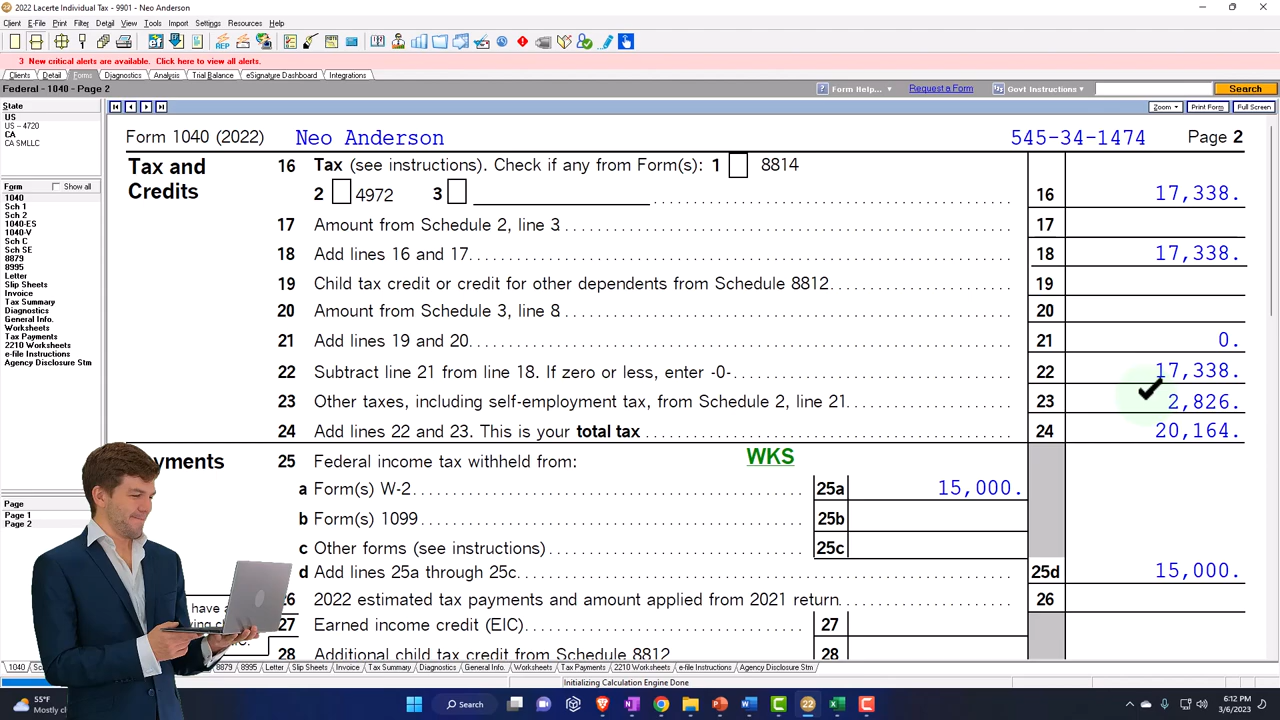 2022 Lacerte Individual Tax - 9901 - Neo Anderson
Client E-File Print Filter Detail View Tools Import Settings Resources Help
3 New critical alerts are available. Click here to view all alerts.
Clients Detail Forms Diagnostics Analysis Trial Balance eSignature Dashboard Integrations
Federal - 1040 - Page 2 Form Help... Request a Form Govt Instructions Search
State
US
US - 4720
CA
CA SMLLC
Form Show all
1040
Sch 1
Sch 2
1040-ES
1040-V
Sch C
Sch SE
8879
8995
Letter
Slip Sheets
Invoice
Tax Summary
Diagnostics
General Info.
Worksheets
Tax Payments
2210 Worksheets
e-file Instructions
Agency Disclosure Stm
Page
Page 1
Page 2
Zoom Print Form Full Screen
Form 1040 (2022) Neo Anderson 545-34-1474 Page 2
Tax and Credits
16 Tax (see instructions). Check if any from Form(s): 1 8814
2 4972 3 16 17,338.
17 Amount from Schedule 2, line 3 17
18 Add lines 16 and 17 18 17,338.
19 Child tax credit or credit for other dependents from Schedule 8812 19
20 Amount from Schedule 3, line 8 20
21 Add lines 19 and 20 21 0.
22 Subtract line 21 from line 18. If zero or less, enter -0- 22 17,338.
23 Other taxes, including self-employment tax, from Schedule 2, line 21 23 2,826.
24 Add lines 22 and 23. This is your total tax 24 20,164.
yments 25 Federal income tax withheld from: WKS
a Form(s) W-2 25a 15,000.
b Form(s) 1099 25b
c Other forms (see instructions) 25c
d Add lines 25a through 25c 25d 15,000.
26 2022 estimated tax payments and amount applied from 2021 return 26
have a
27 Earned income credit (EIC) 27
28 Additional child tax credit from Schedule 8812 28
1040 8879 8995 Letter Slip Sheets Invoice Tax Summary Diagnostics General Info. Worksheets Tax Payments 2210 Worksheets e-file Instructions Agency Disclosure Stm
Initializing Calculation Engine Done
55°F
Mostly cl
Search
6:12 PM
3/6/2023